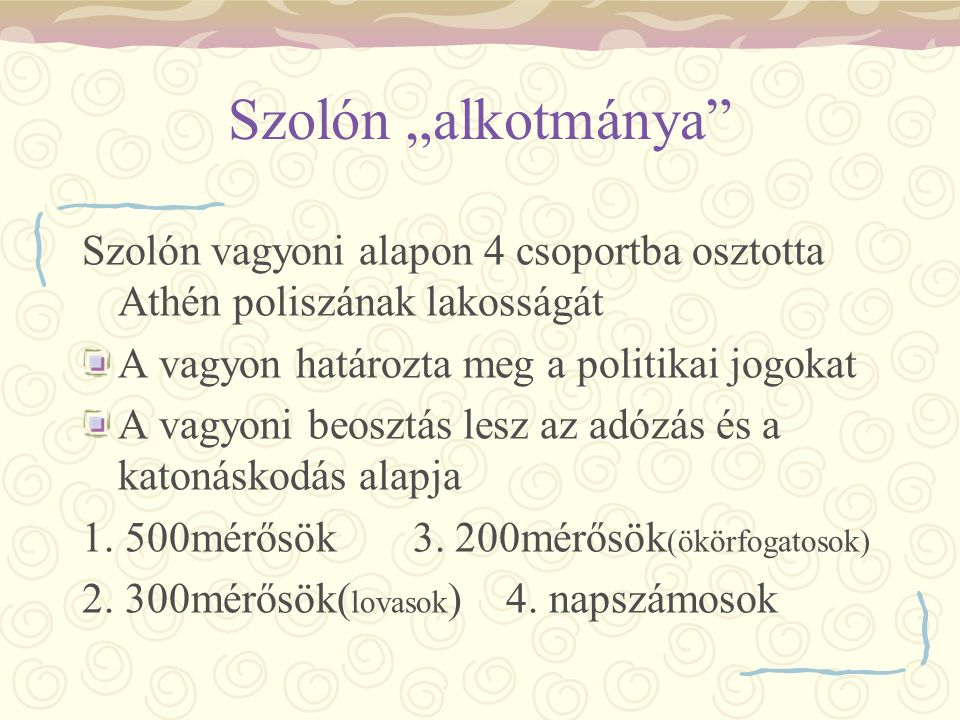 Szolón „alkotmánya”
Szolón vagyoni alapon 4 csoportba osztotta
Athén poliszának lakosságát
A vagyon határozta meg a politikai jogokat
A vagyoni beosztás lesz az adózás és a
katonáskodás alapja
1. 500mérősök 3. 200mérősök(ökörfogatosok)
2. 300mérősök(lovasok) 4. napszámosok